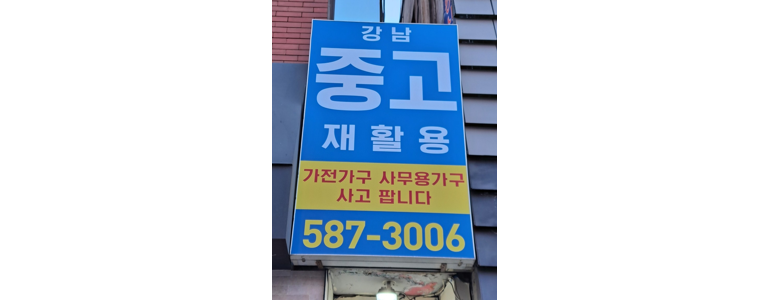 강남
중고
재활용
가전가구 사무용가구
사고 팝니다
587-3006